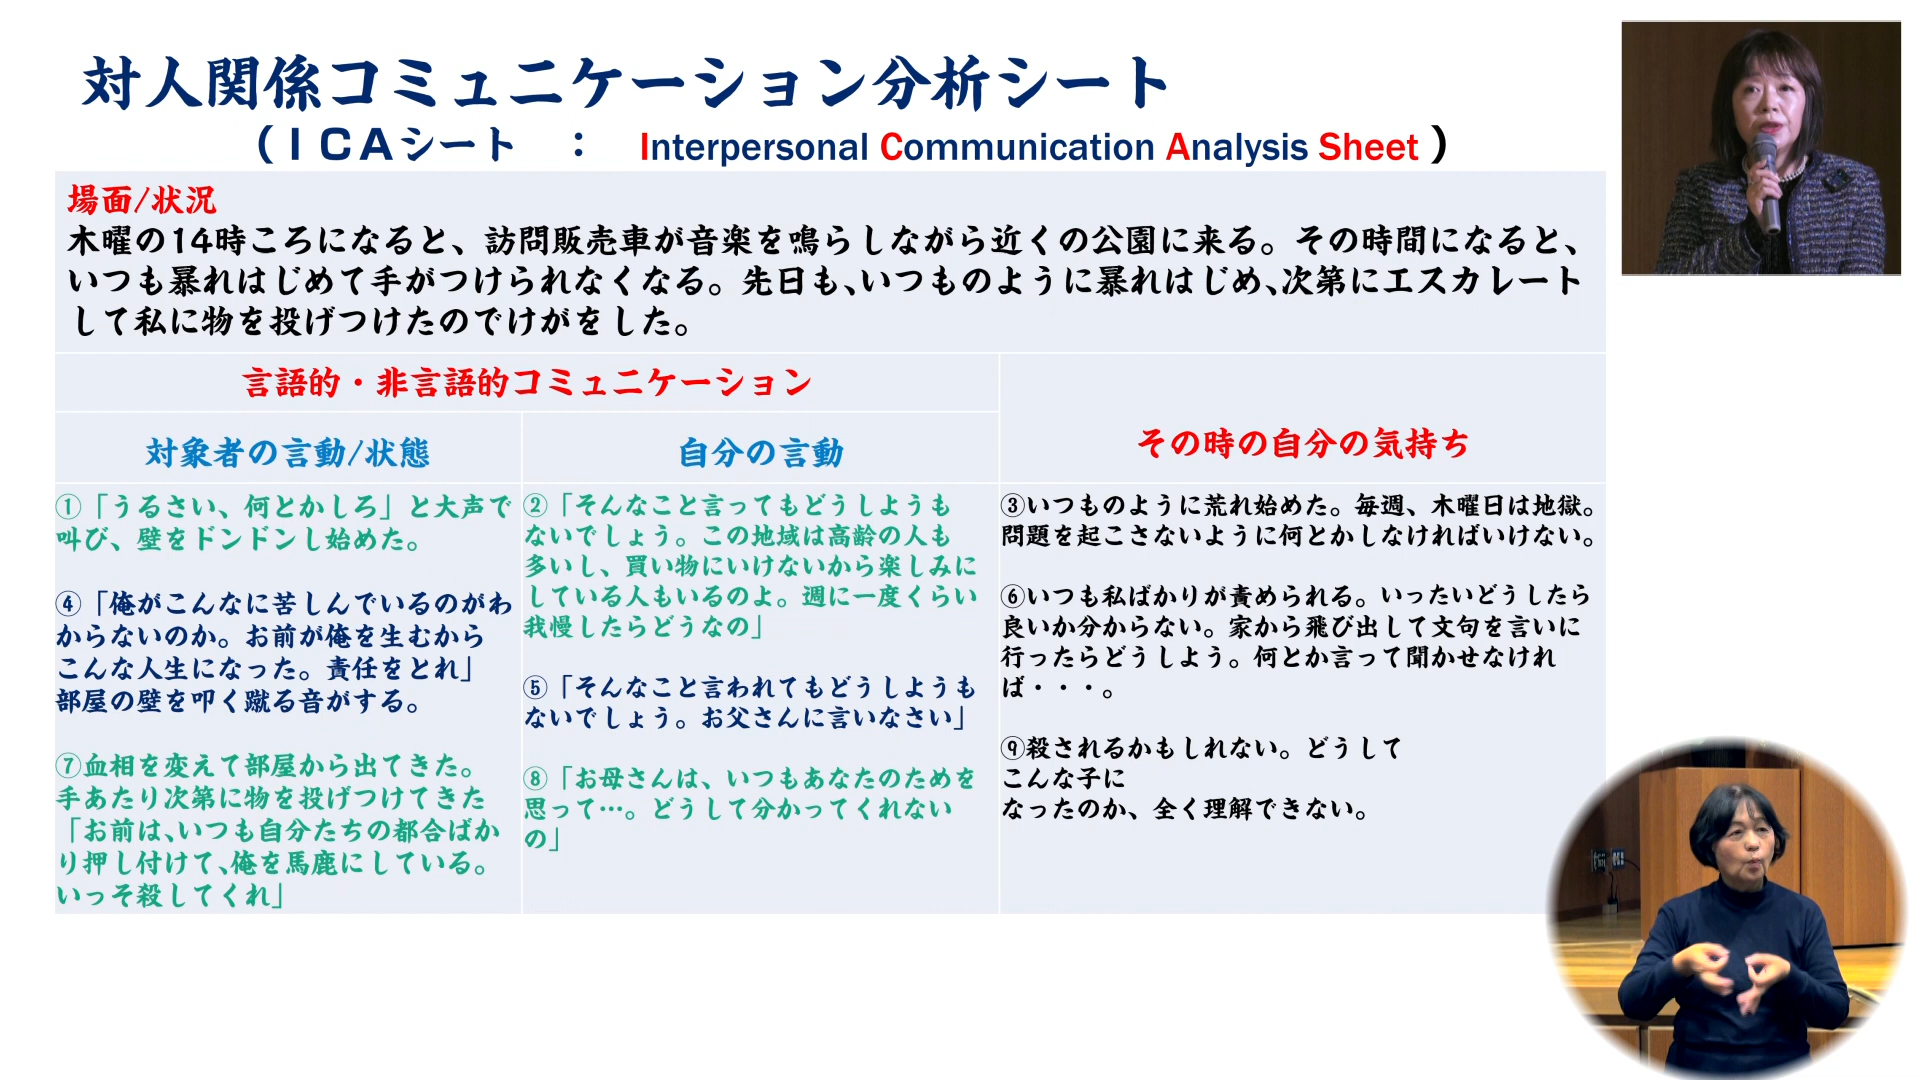 対人関係コミュニケーション分析シート
（ＩＣＡシート　：　Interpersonal Communication Analysis Sheet ）
場面/状況
木曜の14時ころになると、訪問販売車が音楽を鳴らしながら近くの公園に来る。その時間になると、
いつも暴れはじめて手がつけられなくなる。先日も、いつものように暴れはじめ、次第にエスカレート
して私に物を投げつけたのでけがをした。
言語的・非言語的コミュニケーション
対象者の言動/状態
自分の言動
その時の自分の気持ち
①「うるさい、何とかしろ」と大声で
叫び、壁をドンドンし始めた。
④「俺がこんなに苦しんでいるのがわ
からないのか。お前が俺を生むから
こんな人生になった。責任をとれ」
部屋の壁を叩く蹴る音がする。
⑦血相を変えて部屋から出てきた。
手あたり次第に物を投げつけてきた
「お前は、いつも自分たちの都合ばか
り押し付けて、俺を馬鹿にしている。
いっそ殺してくれ」
②「そんなこと言ってもどうしようも
ないでしょう。この地域は高齢の人も
多いし、買い物にいけないから楽しみに
している人もいるのよ。週に一度くらい
我慢したらどうなの」
⑤「そんなこと言われてもどうしようも
ないでしょう。お父さんに言いなさい」
⑧「お母さんは、いつもあなたのためを
思って…。どうして分かってくれない
の」
③いつものように荒れ始めた。毎週、木曜日は地獄。
問題を起こさないように何とかしなければいけない。
⑥いつも私ばかりが責められる。いったいどうしたら
良いか分からない。家から飛び出して文句を言いに
行ったらどうしよう。何とか言って聞かせなけれ
ば・・・。
⑨殺されるかもしれない。どうして
こんな子に
なったのか、全く理解できない。